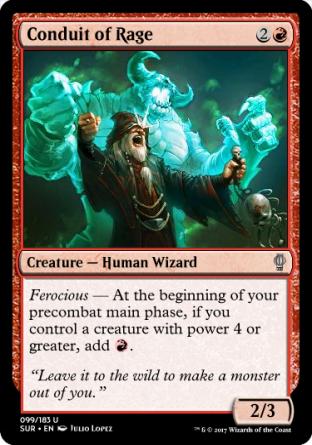 Conduit of Rage 2
Creature — Human Wizard
Ferocious — At the beginning of your
precombat main phase, if you
control a creature with power 4 or
greater, add .
“Leave it to the wild to make a monster
out of you.”
2/3
099/183 U
SUR • EN Julio Lopez
™ & © 2017 Wizards of the Coast